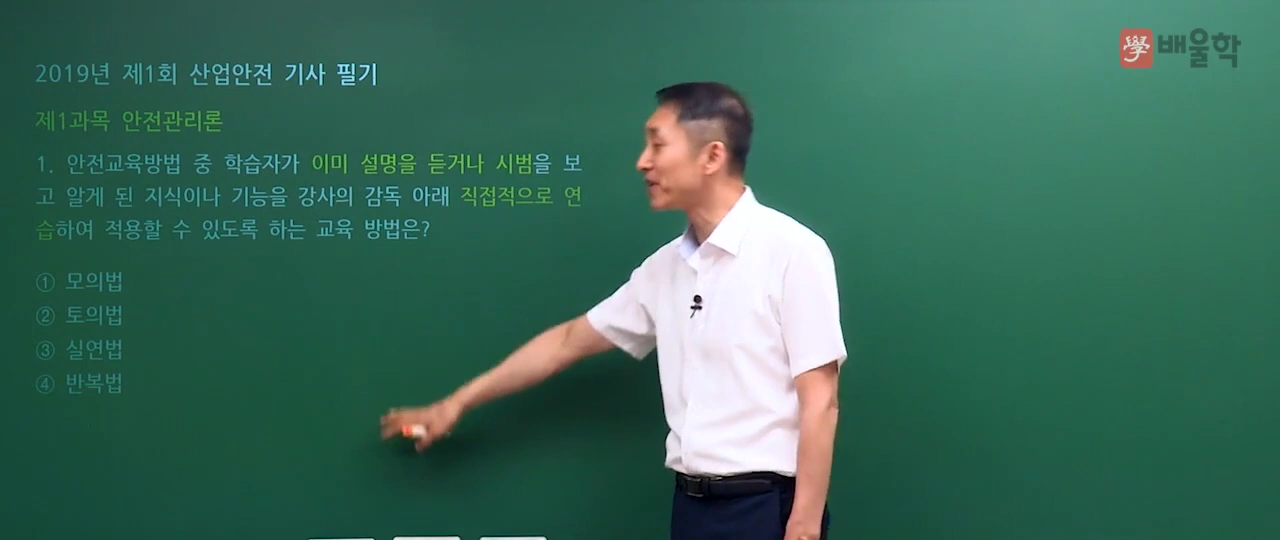 學 배울학
2019년 제1회 산업안전 기사 필기
제1과목 안전관리론
1. 안전교육방법 중 학습자가 이미 설명을 듣거나 시범을 보
고 알게 된 지식이나 기능을 강사의 감독 아래 직접적으로 연
습하여 적용할 수 있도록 하는 교육 방법은?
① 모의법
② 토의법
③ 실연법
④ 반복법